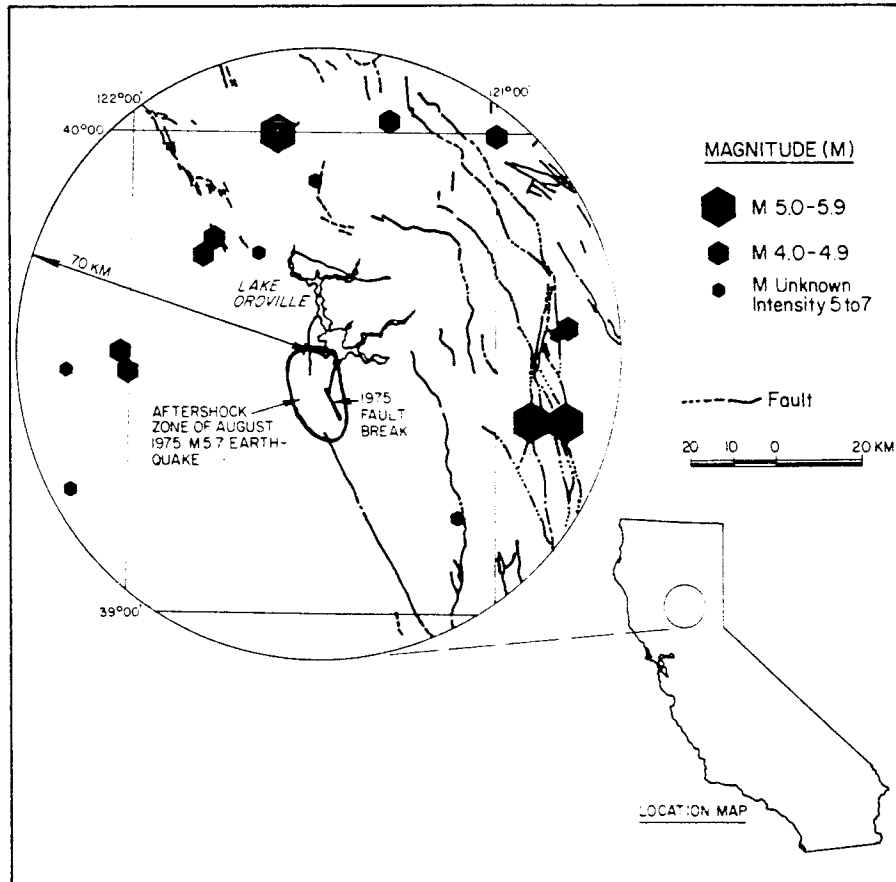 122°00'
121°00'
40°00'
MAGNITUDE (M)
M 5.0-5.9
M 4.0-4.9
M Unknown
Intensity 5 to 7
70 KM
LAKE
OROVILLE
AFTERSHOCK
ZONE OF AUGUST
1975 M 5 7 EARTH-
QUAKE
1975
FAULT
BREAK
Fault
20 10 0 20 KM
39°00'
LOCATION MAP